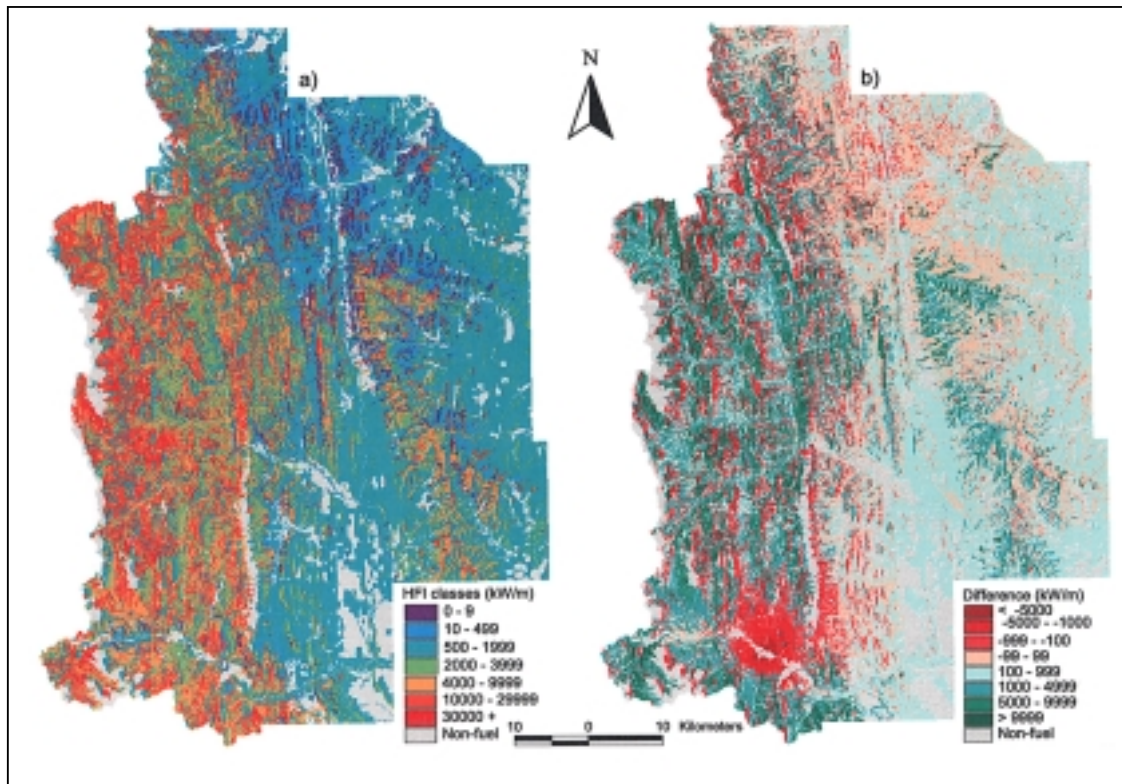 N
a)
b)
HFI classes (kW/m)
0 - 9
10 - 499
500 - 1999
2000 - 3999
4000 - 9999
10000 - 29999
30000 +
Non-fuel
10 0 10 Kilometers
Difference (kW/m)
< -5000
-5000 - -1000
-999 - -100
-99 - 99
100 - 999
1000 - 4999
5000 - 9999
> 9999
Non-fuel